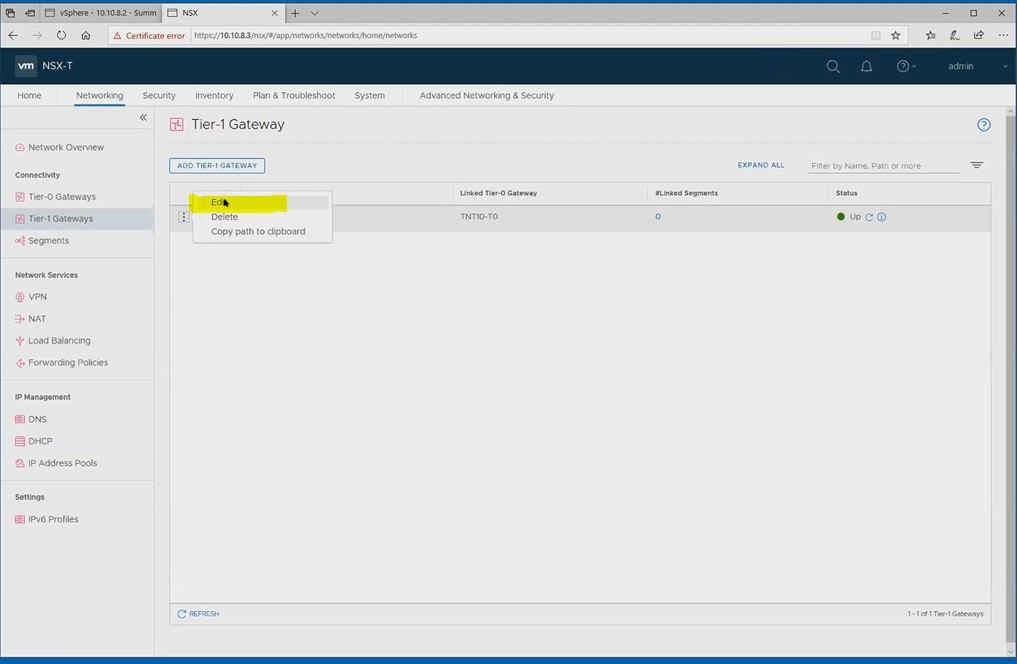 vSphere - 10.10.8.2 - Summ
NSX
Certificate error
https://10.10.8.3/nsx/#/app/networks/networks/home/networks
vm NSX-T
admin
Home Networking Security Inventory Plan & Troubleshoot System Advanced Networking & Security
Network Overview
Connectivity
Tier-0 Gateways
Tier-1 Gateways
Segments
Network Services
VPN
NAT
Load Balancing
Forwarding Policies
IP Management
DNS
DHCP
IP Address Pools
Settings
IPv6 Profiles
Tier-1 Gateway
ADD TIER-1 GATEWAY
EXPAND ALL
Filter by Name, Path or more
Linked Tier-0 Gateway #Linked Segments Status
Delete
Copy path to clipboard
TNT10-T0 0 Up
REFRESH
1 - 1 of 1 Tier-1 Gateways